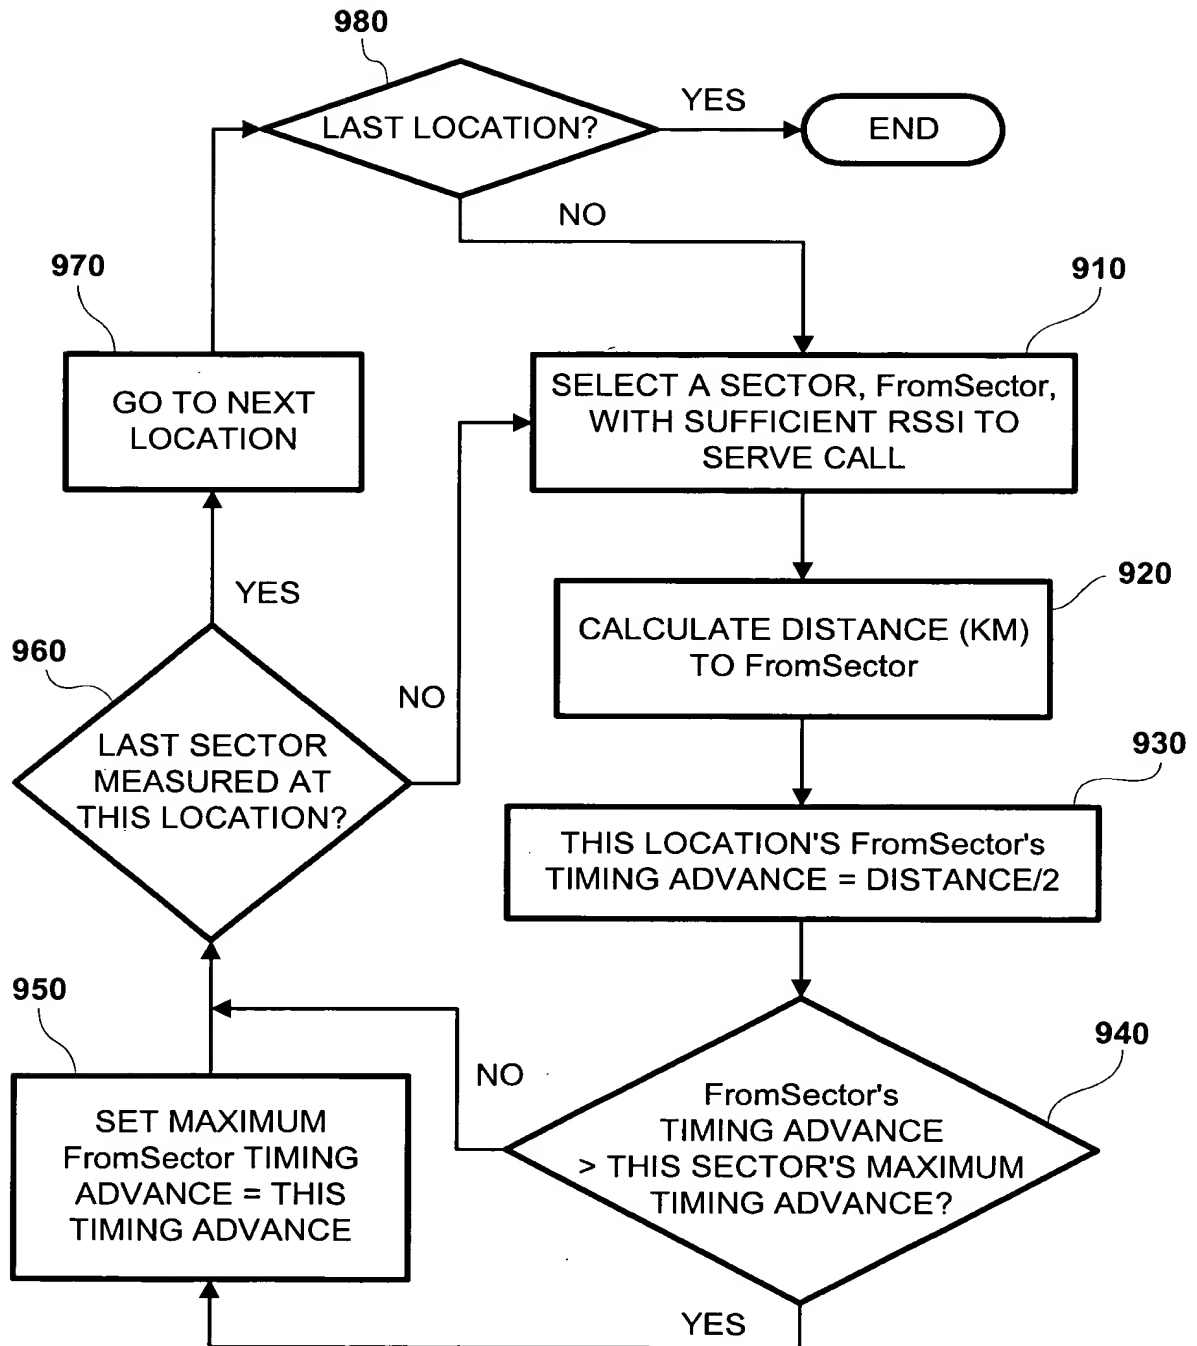 980
LAST LOCATION?
YES
END
NO
970
GO TO NEXT
LOCATION
910
SELECT A SECTOR, FromSector,
WITH SUFFICIENT RSSI TO
SERVE CALL
920
CALCULATE DISTANCE (KM)
TO FromSector
930
THIS LOCATION'S FromSector's
TIMING ADVANCE = DISTANCE/2
940
FromSector's
TIMING ADVANCE
> THIS SECTOR'S MAXIMUM
TIMING ADVANCE?
NO
YES
950
SET MAXIMUM
FromSector TIMING
ADVANCE = THIS
TIMING ADVANCE
960
LAST SECTOR
MEASURED AT
THIS LOCATION?
YES
NO